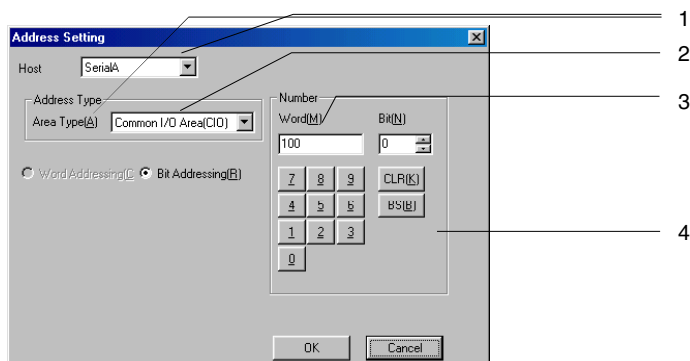 Address Setting
Host SerialA
Address Type
Area Type(A) Common I/O Area(CIO)
Word Addressing(C Bit Addressing(R)
Number
Word(M) Bit(N)
100 0
7 8 9 CLR(K)
4 5 6 BS(B)
1 2 3
0
OK Cancel
1
2
3
4